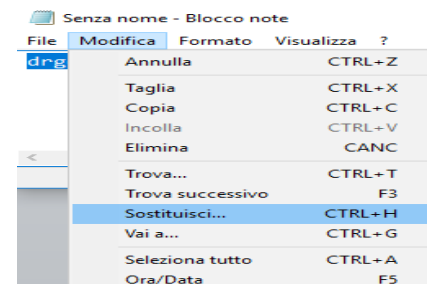 Senza nome - Blocco note
File Modifica Formato Visualizza ?
drg
Annulla CTRL+Z
Taglia CTRL+X
Copia CTRL+C
Incolla CTRL+V
Elimina CANC
Trova... CTRL+T
Trova successivo F3
Sostituisci... CTRL+H
Vai a... CTRL+G
Seleziona tutto CTRL+A
Ora/Data F5